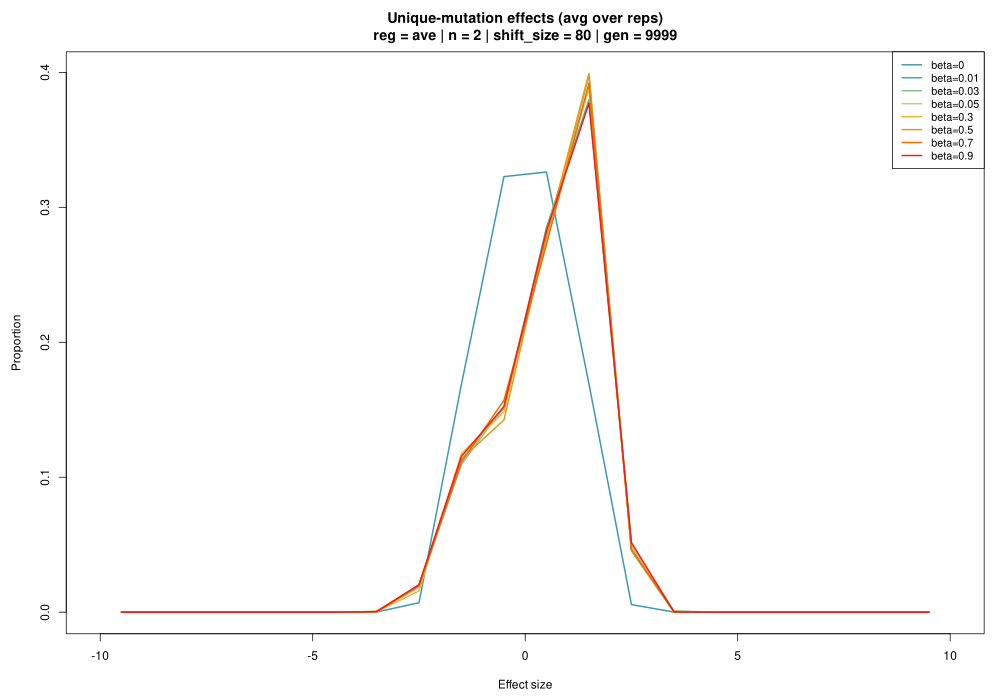 Unique-mutation effects (avg over reps)
reg = ave | n = 2 | shift_size = 80 | gen = 9999
beta=0
beta=0.01
beta=0.03
beta=0.05
beta=0.3
beta=0.5
beta=0.7
beta=0.9
Proportion
0.4
0.3
0.2
0.1
0.0
-10
-5
0
5
10
Effect size